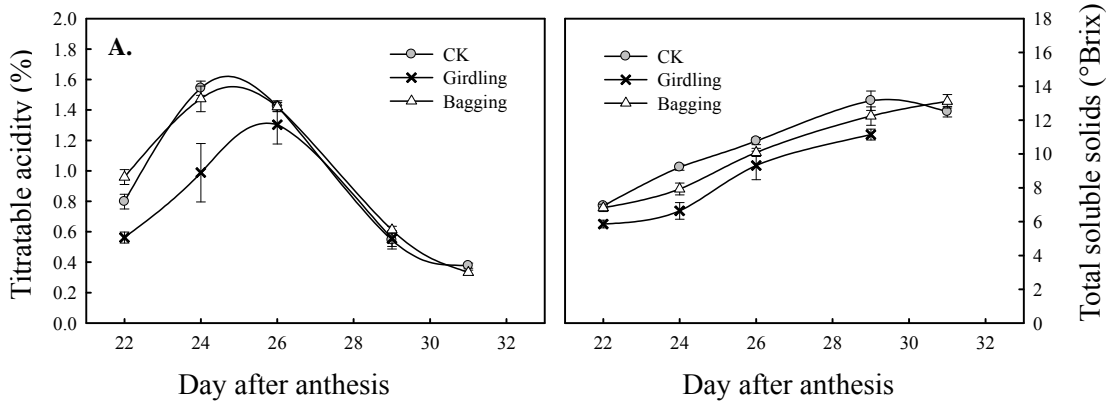 Titratable acidity (%)
2.0
1.8
1.6
1.4
1.2
1.0
0.8
0.6
0.4
0.2
0.0
A.
CK
Girdling
Bagging
22 24 26 28 30 32
Day after anthesis
CK
Girdling
Bagging
22 24 26 28 30 32
Day after anthesis
18
16
14
12
10
8
6
4
2
0
Total soluble solids (°Brix)